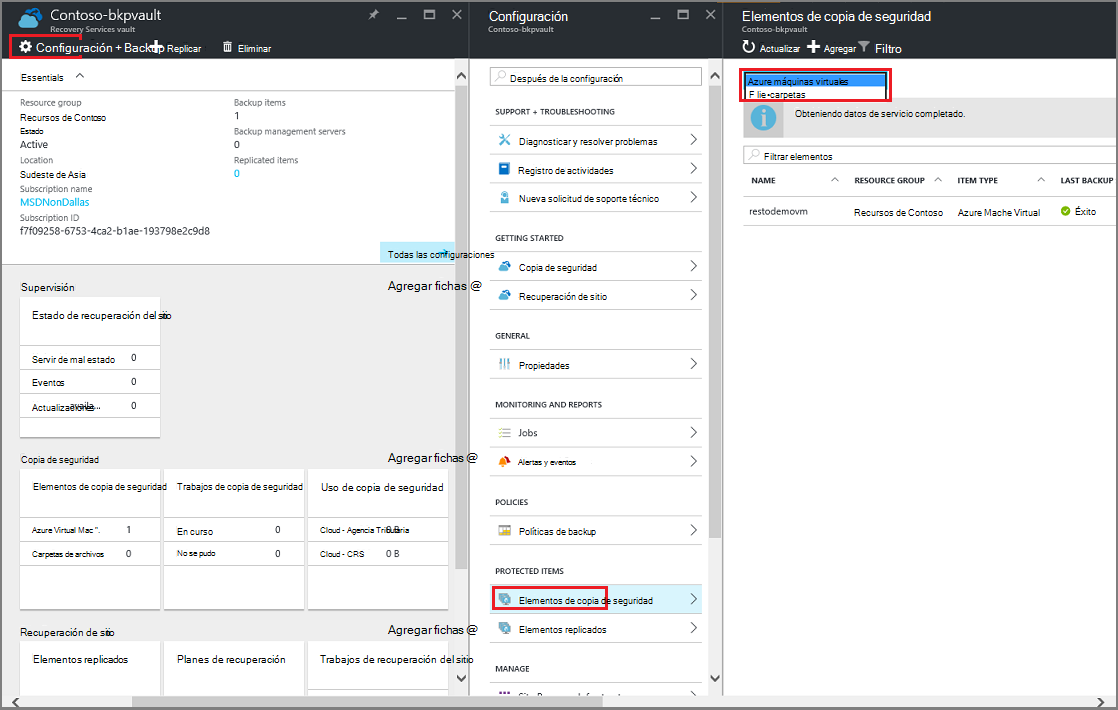 Contoso-bkpvault
Recovery Services vault
Configuración + Backup Replicar Eliminar
Essentials
Resource group
Recursos de Contoso
Estado
Active
Location
Sudeste de Asia
Subscription name
MSDNonDallas
Subscription ID
f7f09258-6753-4ca2-b1ae-193798e2c9d8
Backup items
1
Backup management servers
0
Replicated items
0
Todas las configuraciones
Supervisión
Agregar fichas @
Estado de recuperación del sitio
Servir de mal estado 0
Eventos 0
Actualizaciones availa... 0
Copia de seguridad
Agregar fichas @
Elementos de copia de seguridad
Azure Virtual Mac ".  1
Carpetas de archivos 0
Trabajos de copia de seguridad
En curso 0
No se pudo 0
Uso de copia de seguridad
Cloud - Agencia Tributaria 0 B
Cloud - CRS 0 B
Recuperación de sitio
Agregar fichas @
Elementos replicados
Planes de recuperación
Trabajos de recuperación del sitio
Configuración
Contoso-bkpvault
Después de la configuración
SUPPORT + TROUBLESHOOTING
Diagnosticar y resolver problemas
Registro de actividades
Nueva solicitud de soporte técnico
GETTING STARTED
Copia de seguridad
Recuperación de sitio
GENERAL
Propiedades
MONITORING AND REPORTS
Jobs
Alertas y eventos
POLICIES
Políticas de backup
PROTECTED ITEMS
Elementos de copia de seguridad
Elementos replicados
MANAGE
Elementos de copia de seguridad
Contoso-bkpvault
Actualizar Agregar Filtro
Azure máquinas virtuales
F lie•carpetas
Obteniendo datos de servicio completado.
Filtrar elementos
NAME RESOURCE GROUP ITEM TYPE LAST BACKUP
restodemovm Recursos de Contoso Azure Mache Virtual Éxito